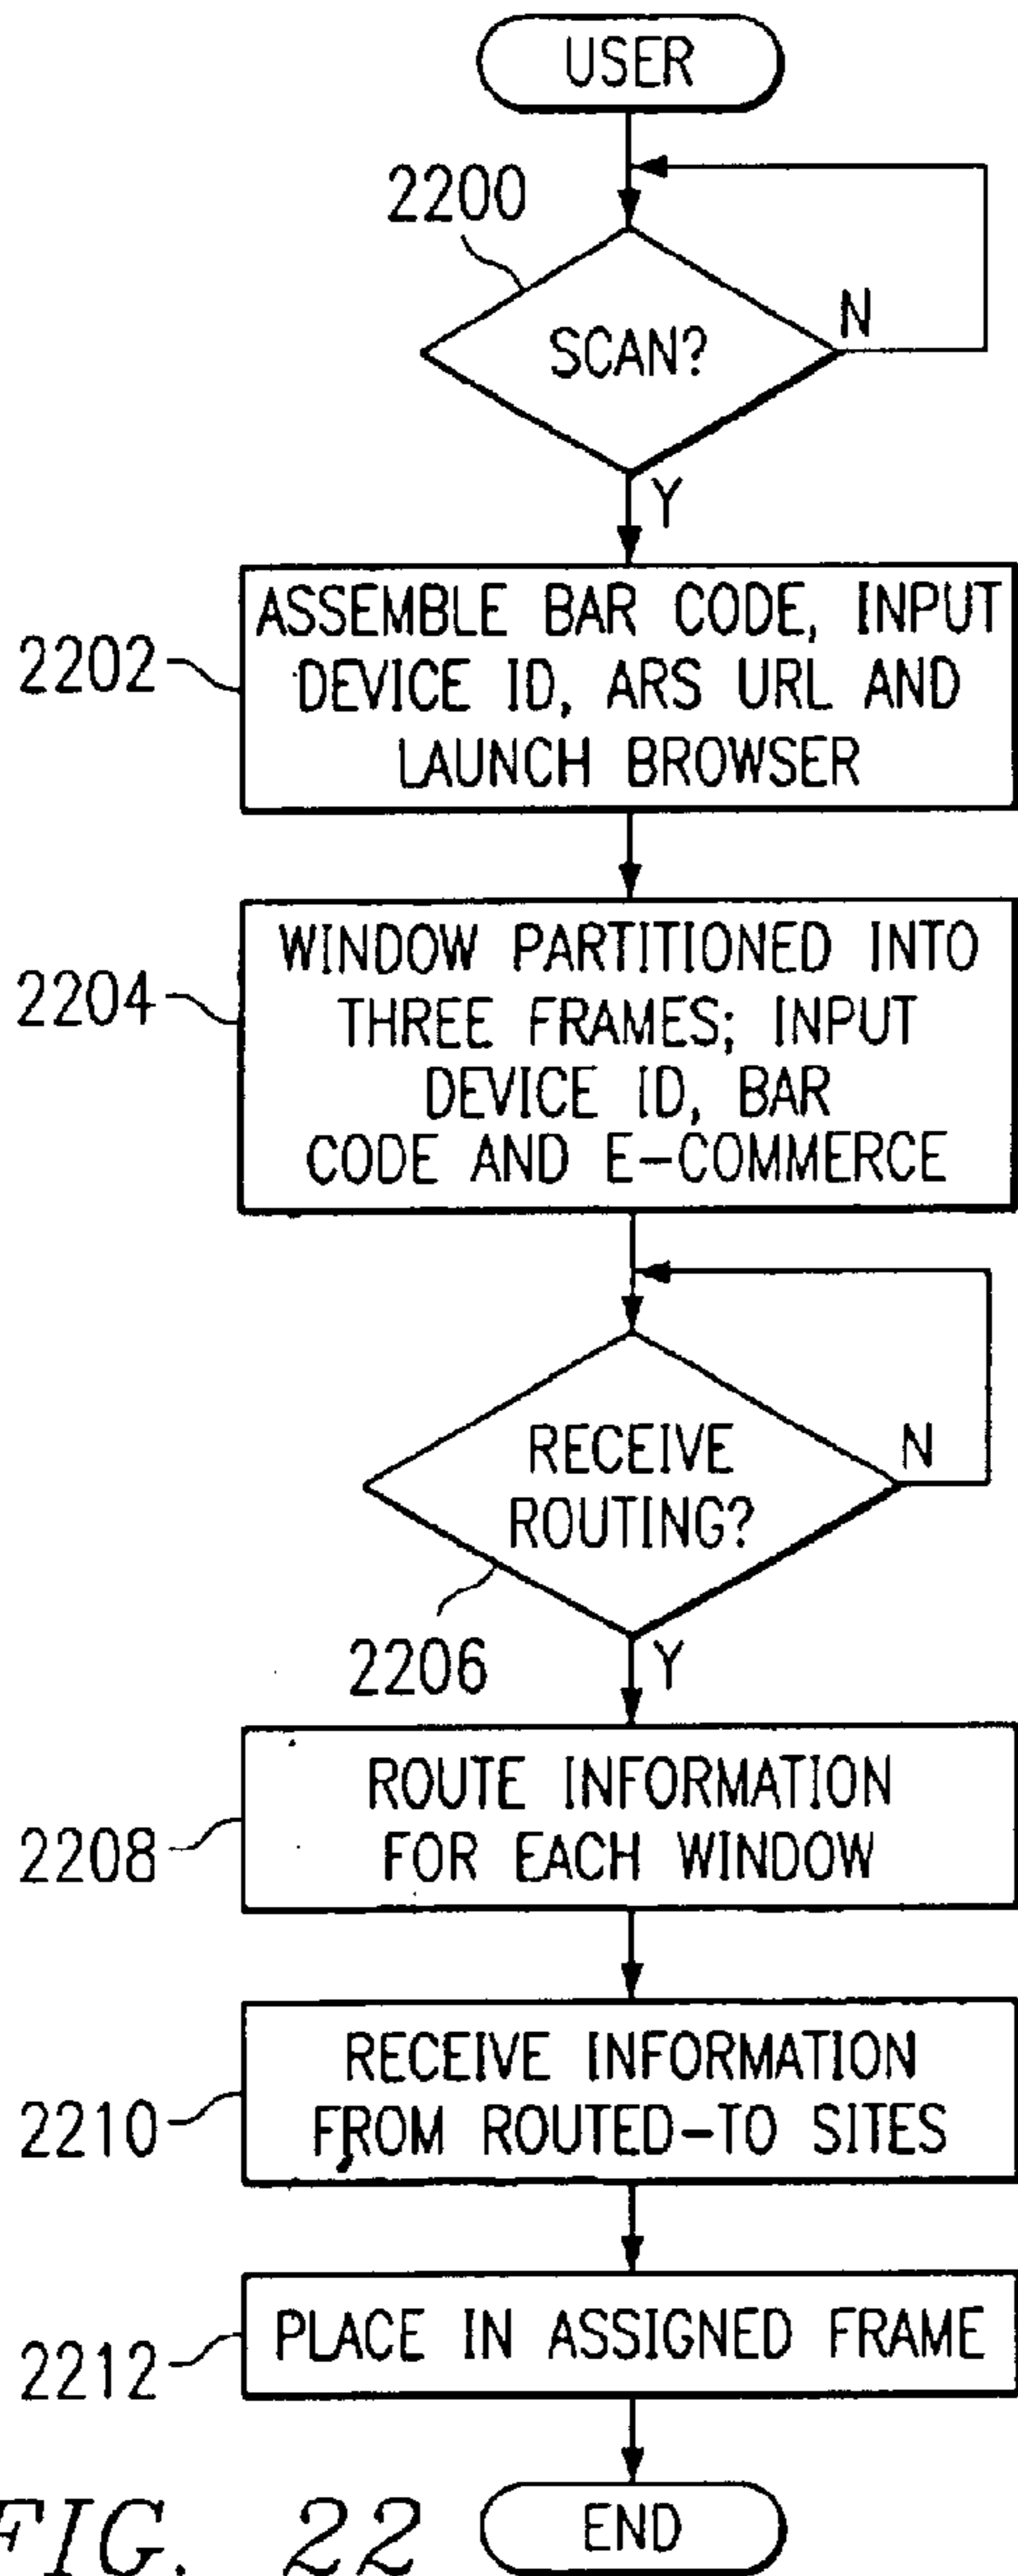 USER
2200
SCAN?
N
Y
2202
ASSEMBLE BAR CODE, INPUT
DEVICE ID, ARS URL AND
LAUNCH BROWSER
2204
WINDOW PARTITIONED INTO
THREE FRAMES; INPUT
DEVICE ID, BAR
CODE AND E-COMMERCE
RECEIVE
ROUTING?
N
2206
Y
2208
ROUTE INFORMATION
FOR EACH WINDOW
2210
RECEIVE INFORMATION
FROM ROUTED-TO SITES
2212
PLACE IN ASSIGNED FRAME
FIG. 22
END